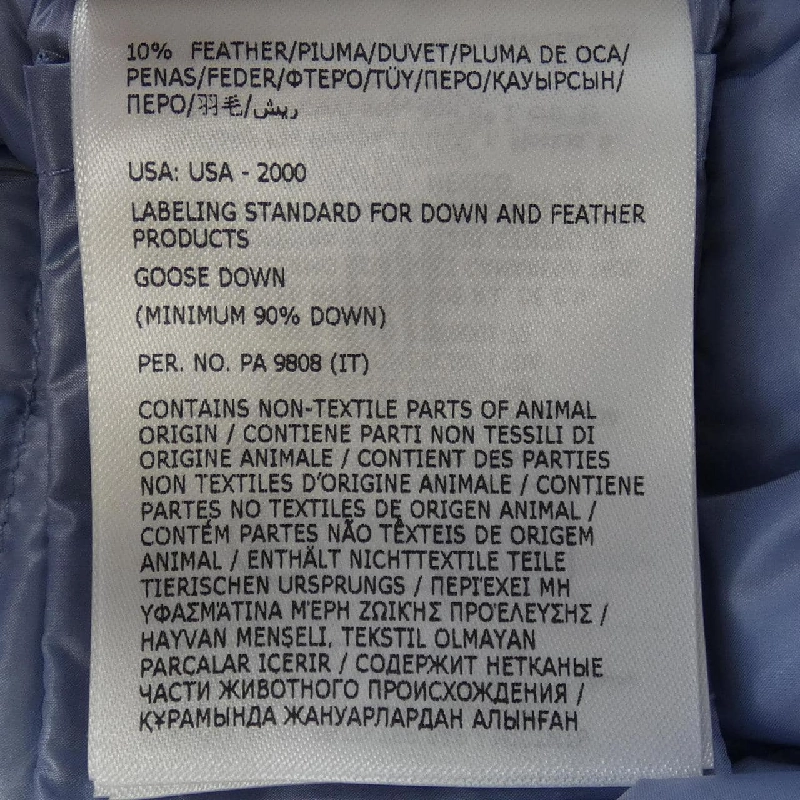 10% FEATHER/PIUMA/DUVET/PLUMA DE OCA/
PENAS/FEDER/ΦΤΕΡΌ/TÜY/ПЕРО/ҚАУЫРСЫН/
ПЕРО/羽毛/ریش
USA: USA - 2000
LABELING STANDARD FOR DOWN AND FEATHER
PRODUCTS
GOOSE DOWN
(MINIMUM 90% DOWN)
PER. NO. PA 9808 (IT)
CONTAINS NON-TEXTILE PARTS OF ANIMAL
ORIGIN / CONTIENE PARTI NON TESSILI DI
ORIGINE ANIMALE / CONTIENT DES PARTIES
NON TEXTILES D'ORIGINE ANIMALE / CONTIENE
PARTES NO TEXTILES DE ORIGEN ANIMAL /
CONTÉM PARTES NÃO TÊXTEIS DE ORIGEM
ANIMAL / ENTHÄLT NICHTTEXTILE TEILE
TIERISCHEN URSPRUNGS / ΠΕΡΙΈΧΕΙ ΜΗ
ΥΦΑΣΜΆΤΙΝΑ ΜΈΡΗ ΖΩΙΚΉΣ ΠΡΟΈΛΕΥΣΗΣ /
HAYVAN MENŞELI, TEKSTIL OLMAYAN
PARÇALAR IÇERIR / СОДЕРЖИТ НЕТКАНЫЕ
ЧАСТИ ЖИВОТНОГО ПРОИСХОЖДЕНИЯ /
ҚҰРАМЫНДА ЖАНУАРЛАРДАН АЛЫНҒАН